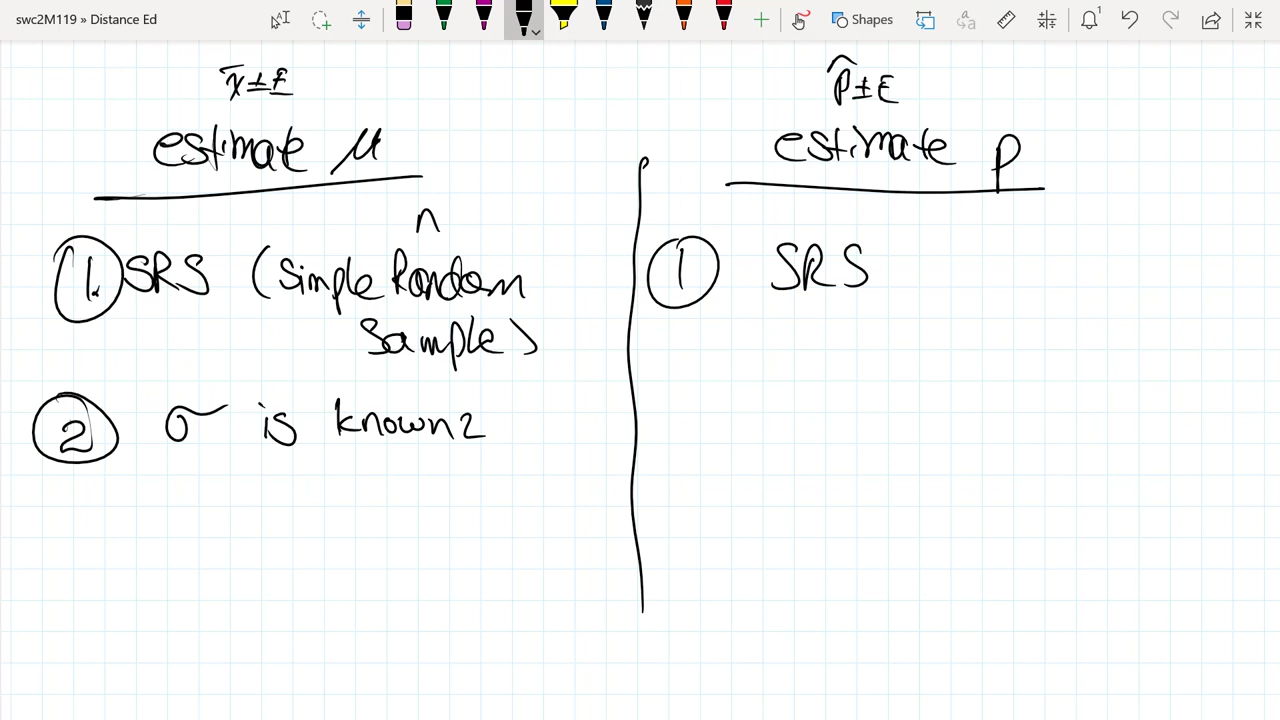 swc2M119 » Distance Ed
Shapes
x̄ ± E
estimate μ
n
1. SRS (Simple Random
Sample)
2 σ is known
p̂ ± E
estimate p
1 SRS